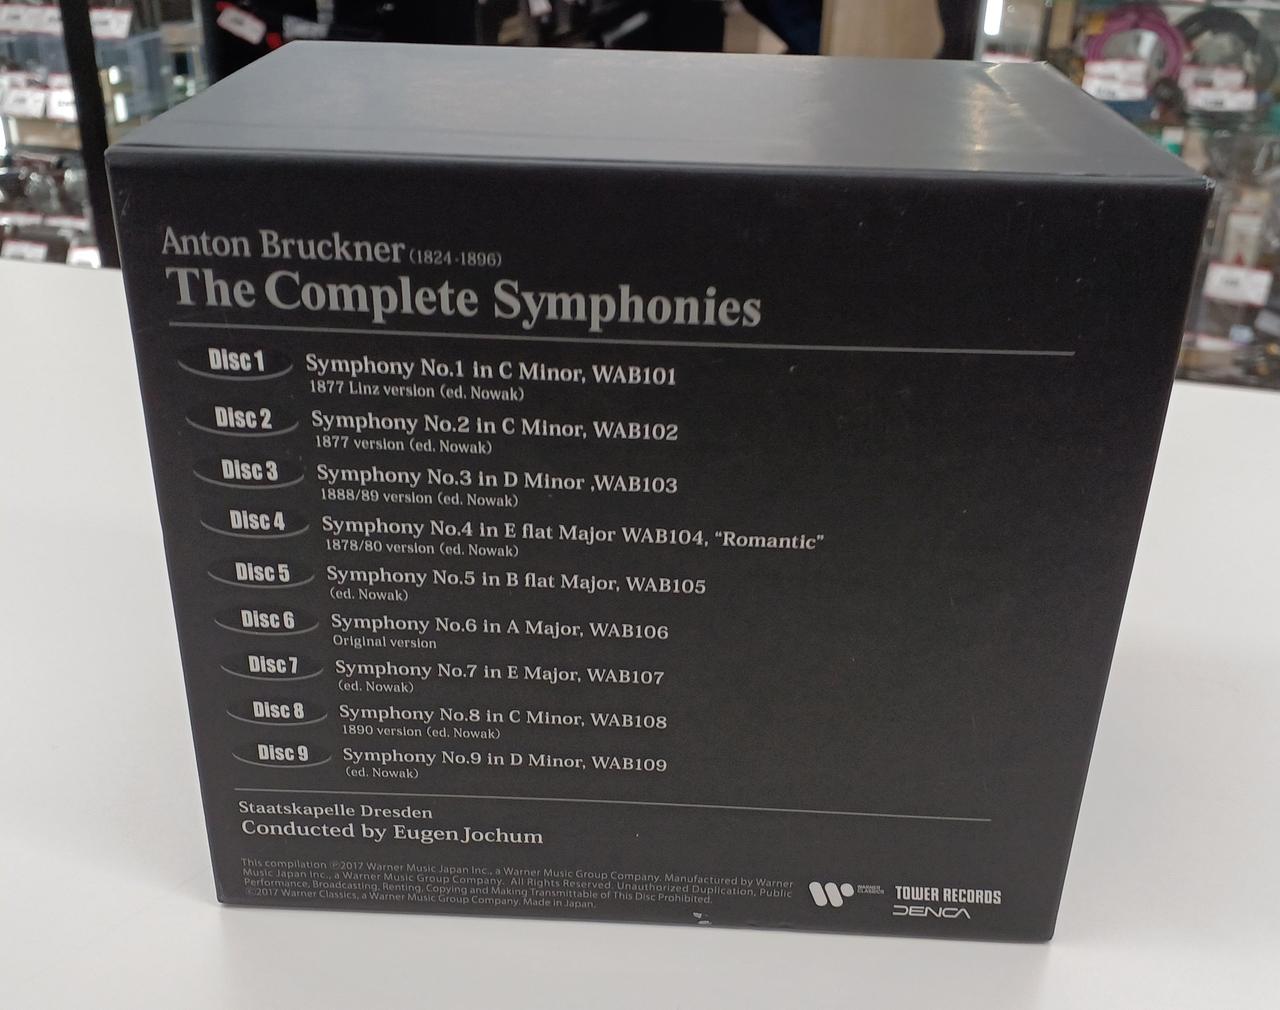 Anton Bruckner (1824-1896)
The Complete Symphonies
Disc 1 Symphony No.1 in C Minor, WAB101
1877 Linz version (ed. Nowak)
Disc 2 Symphony No.2 in C Minor, WAB102
1877 version (ed. Nowak)
Disc 3 Symphony No.3 in D Minor ,WAB103
1888/89 version (ed. Nowak)
Disc 4 Symphony No.4 in E flat Major WAB104, “Romantic”
1878/80 version (ed. Nowak)
Disc 5 Symphony No.5 in B flat Major, WAB105
(ed. Nowak)
Disc 6 Symphony No.6 in A Major, WAB106
Original version
Disc 7 Symphony No.7 in E Major, WAB107
(ed. Nowak)
Disc 8 Symphony No.8 in C Minor, WAB108
1890 version (ed. Nowak)
Disc 9 Symphony No.9 in D Minor, WAB109
(ed. Nowak)
Staatskapelle Dresden
Conducted by Eugen Jochum
This compilation ℗2017 Warner Music Japan Inc., a Warner Music Group Company. Manufactured by Warner
Music Japan Inc., a Warner Music Group Company. All Rights Reserved. Unauthorized Duplication, Public
Performance, Broadcasting, Renting, Copying and Making Transmittable of This Disc Prohibited.
©2017 Warner Classics, a Warner Music Group Company. Made in Japan.
WARNER
CLASSICS
TOWER RECORDS
DENCA